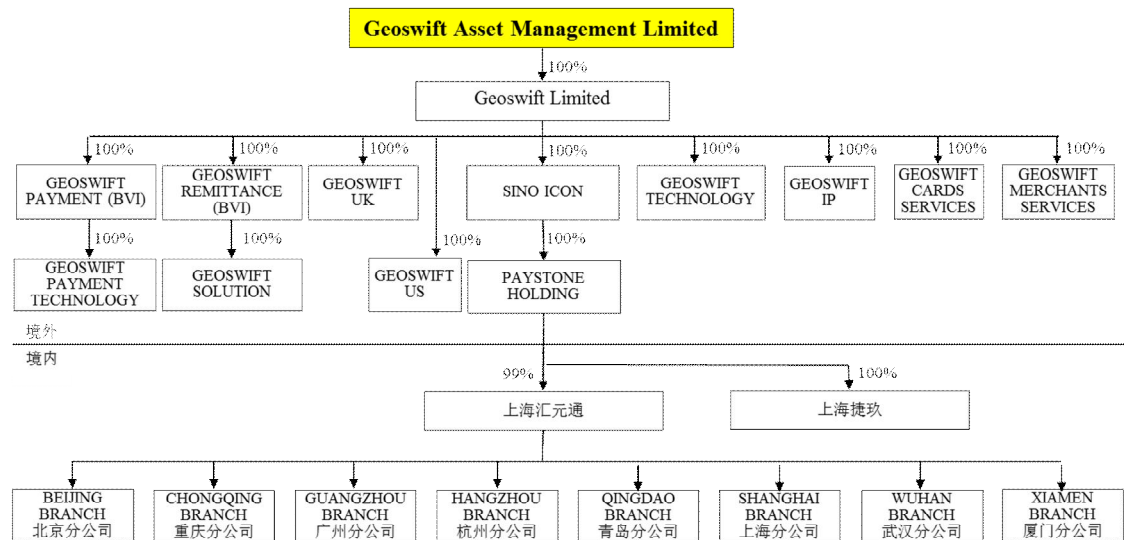 Geoswift Asset Management Limited
100%
Geoswift Limited
100%
100%
100%
100%
100%
100%
100%
100%
100%
GEOSWIFT
PAYMENT (BVI)
GEOSWIFT
REMITTANCE
(BVI)
GEOSWIFT
UK
SINO ICON
GEOSWIFT
TECHNOLOGY
GEOSWIFT
IP
GEOSWIFT
CARDS
SERVICES
GEOSWIFT
MERCHANTS
SERVICES
100%
100%
100%
GEOSWIFT
PAYMENT
TECHNOLOGY
GEOSWIFT
SOLUTION
GEOSWIFT
US
PAYSTONE
HOLDING
境外
境内
99%
100%
上海汇元通
上海捷玖
BEIJING
BRANCH
北京分公司
CHONGQING
BRANCH
重庆分公司
GUANGZHOU
BRANCH
广州分公司
HANGZHOU
BRANCH
杭州分公司
QINGDAO
BRANCH
青岛分公司
SHANGHAI
BRANCH
上海分公司
WUHAN
BRANCH
武汉分公司
XIAMEN
BRANCH
厦门分公司